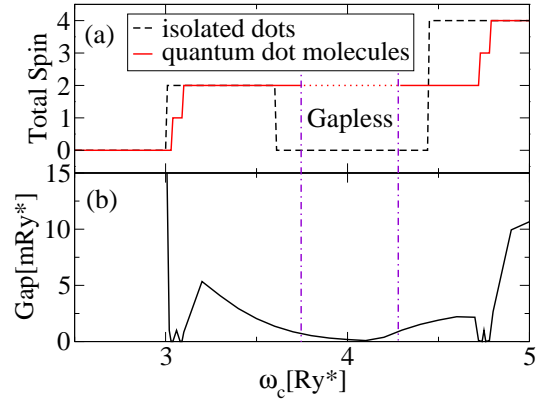 (a)
isolated dots
quantum dot molecules
Total Spin
4
3
2
1
0
Gapless
(b)
Gap[mRy*]
15
10
5
0
3
4
5
ω_c[Ry*]